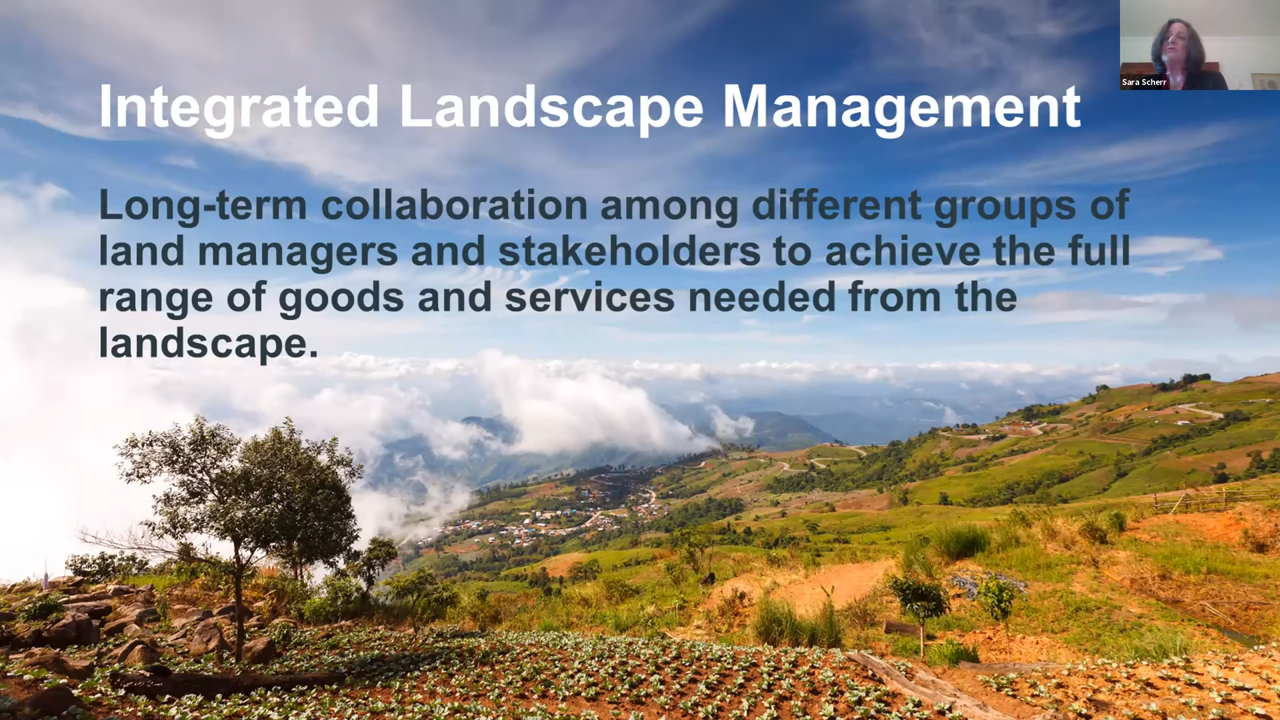 Integrated Landscape Management
Sara Scherr
Long-term collaboration among different groups of
land managers and stakeholders to achieve the full
range of goods and services needed from the
landscape.